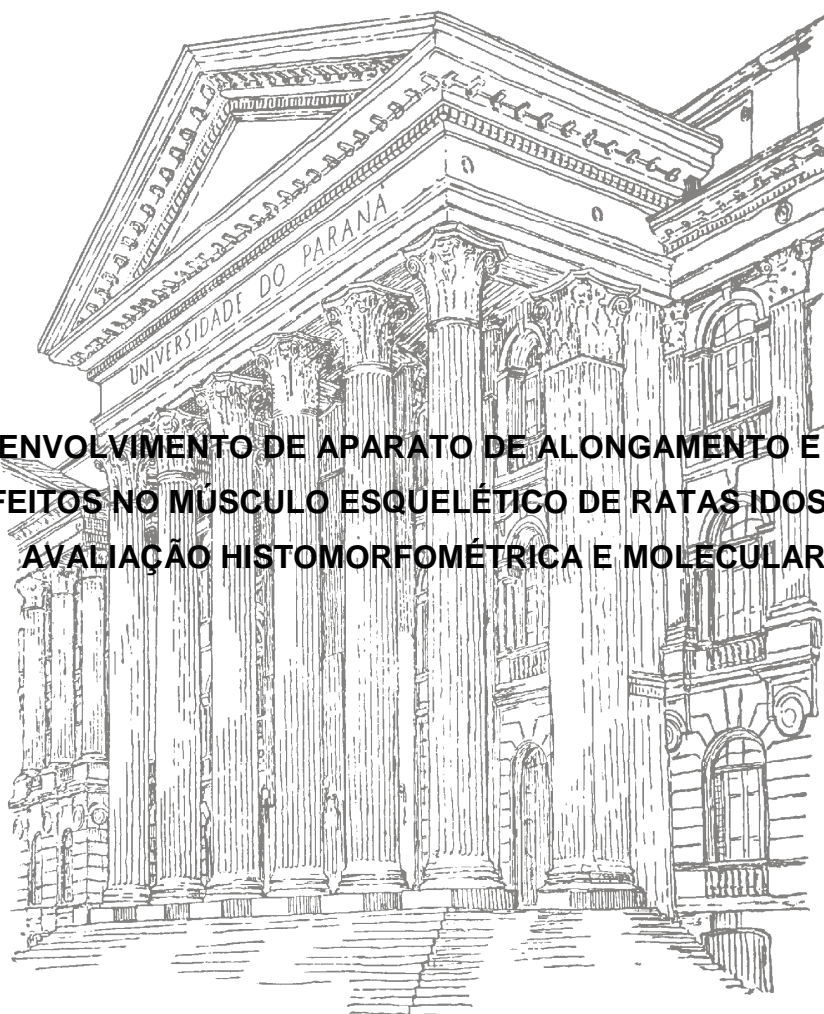 UNIVERSIDADE DO PARANÁ
ENVOLVIMENTO DE APARATO DE ALONGAMENTO E
FEITOS NO MÚSCULO ESQUELÉTICO DE RATAS IDOS
AVALIAÇÃO HISTOMORFOMÉTRICA E MOLECULAR